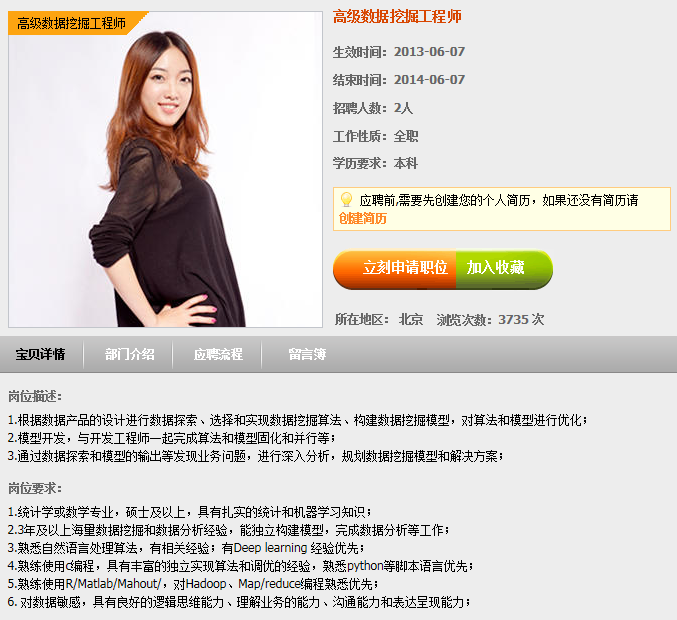 高级数据挖掘工程师
高级数据挖掘工程师
生效时间：2013-06-07
结束时间：2014-06-07
招聘人数：2人
工作性质：全职
学历要求：本科
应聘前,需要先创建您的个人简历，如果还没有简历请
创建简历
立刻申请职位 加入收藏
所在地区： 北京 浏览次数：3735 次
宝贝详情 部门介绍 应聘流程 留言簿
岗位描述：
1.根据数据产品的设计进行数据探索、选择和实现数据挖掘算法、构建数据挖掘模型，对算法和模型进行优化；
2.模型开发，与开发工程师一起完成算法和模型固化和并行等；
3.通过数据探索和模型的输出等发现业务问题，进行深入分析，规划数据挖掘模型和解决方案；
岗位要求：
1.统计学或数学专业，硕士及以上，具有扎实的统计和机器学习知识；
2.3年及以上海量数据挖掘和数据分析经验，能独立构建模型，完成数据分析等工作；
3.熟悉自然语言处理算法，有相关经验；有Deep learning 经验优先；
4.熟练使用c编程，具有丰富的独立实现算法和调优的经验，熟悉python等脚本语言优先；
5.熟练使用R/Matlab/Mahout/，对Hadoop、Map/reduce编程熟悉优先；
6. 对数据敏感，具有良好的逻辑思维能力、理解业务的能力、沟通能力和表达呈现能力；